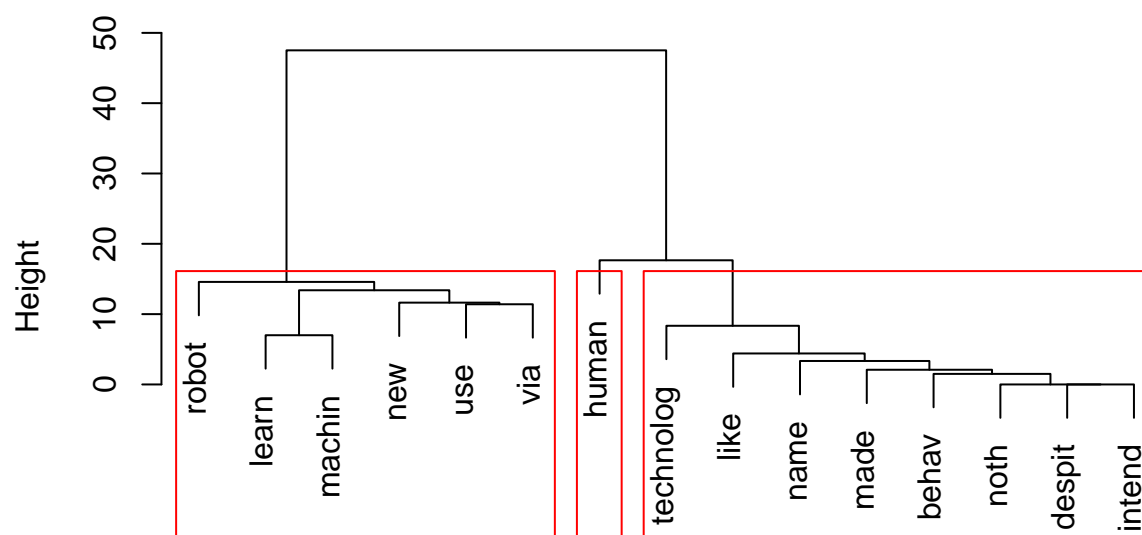 Height
50
40
30
20
10
0
robot
learn
machin
new
use
via
human
technolog
like
name
made
behav
noth
despit
intend